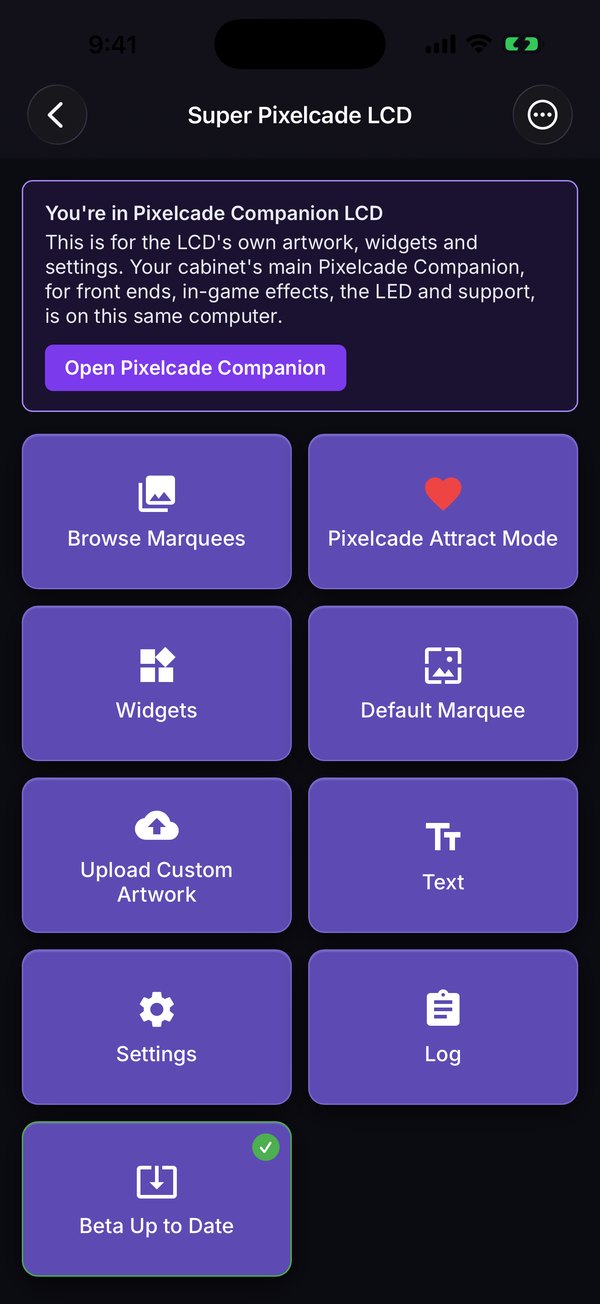 9:41
Super Pixelcade LCD
You're in Pixelcade Companion LCD
This is for the LCD's own artwork, widgets and
settings. Your cabinet's main Pixelcade Companion,
for front ends, in-game effects, the LED and support,
is on this same computer.
Open Pixelcade Companion
Browse Marquees
Pixelcade Attract Mode
Widgets
Default Marquee
Upload Custom
Artwork
Text
Settings
Log
Beta Up to Date